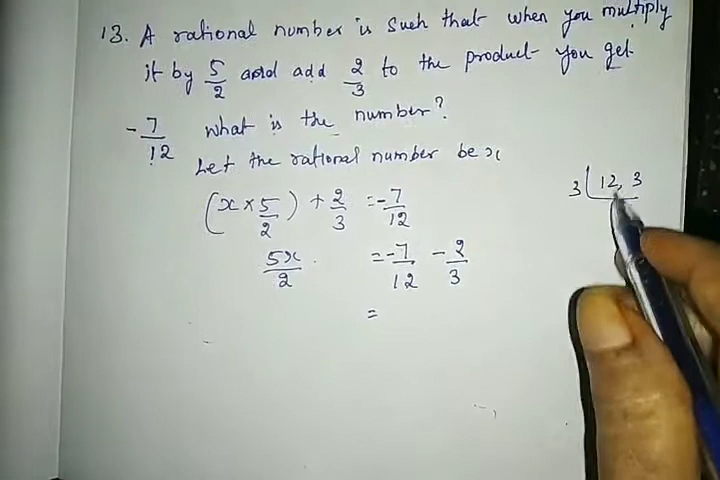 13. A rational number is such that when you multiply
it by 5/2 and add 2/3 to the product you get
-7/12 what is the number?
Let the rational number be x
(x × 5/2) + 2/3 = -7/12
5x/2 = -7/12 - 2/3
=
3 | 12, 3